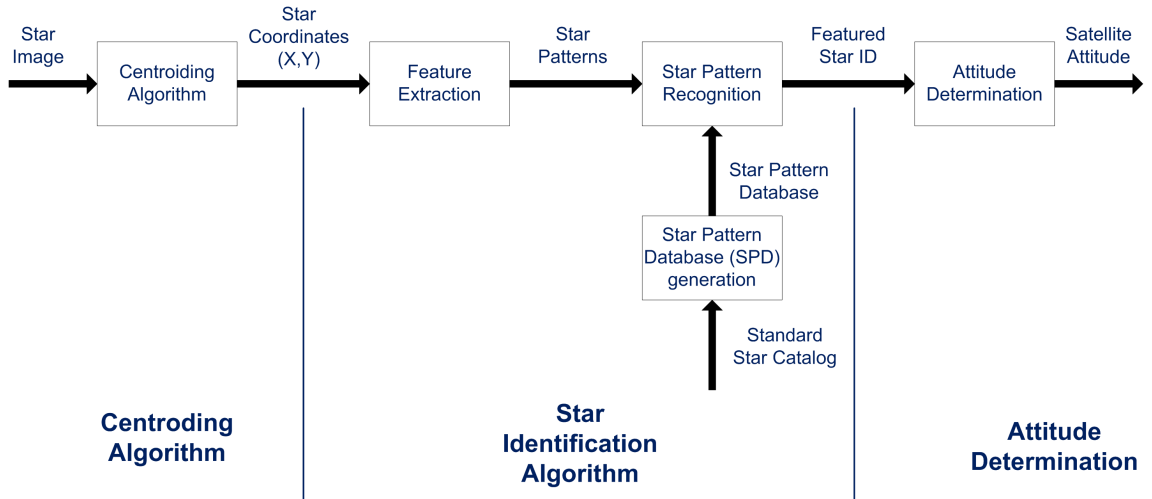 Star
Image
Centroiding
Algorithm
Star
Coordinates
(X,Y)
Feature
Extraction
Star
Patterns
Star Pattern
Recognition
Featured
Star ID
Attitude
Determination
Satellite
Attitude
Star Pattern
Database
Star Pattern
Database (SPD)
generation
Standard
Star Catalog
Centroding
Algorithm
Star
Identification
Algorithm
Attitude
Determination